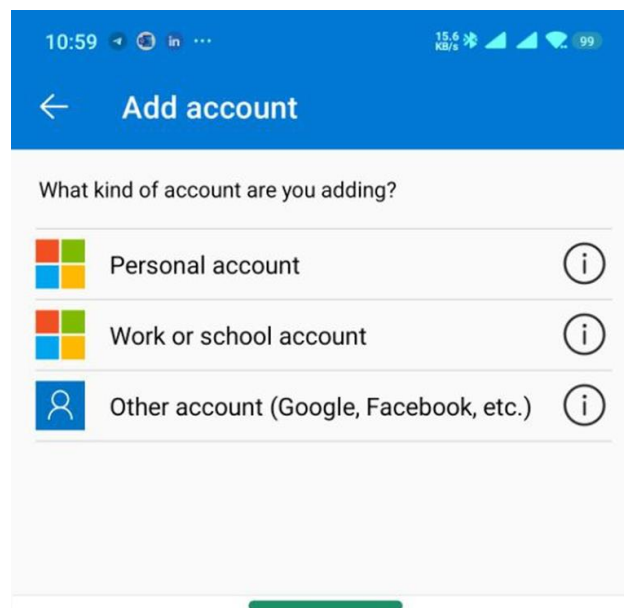 10:59 in ... 15.6 KB/s 99
Add account
What kind of account are you adding?
Personal account
Work or school account
Other account (Google, Facebook, etc.)